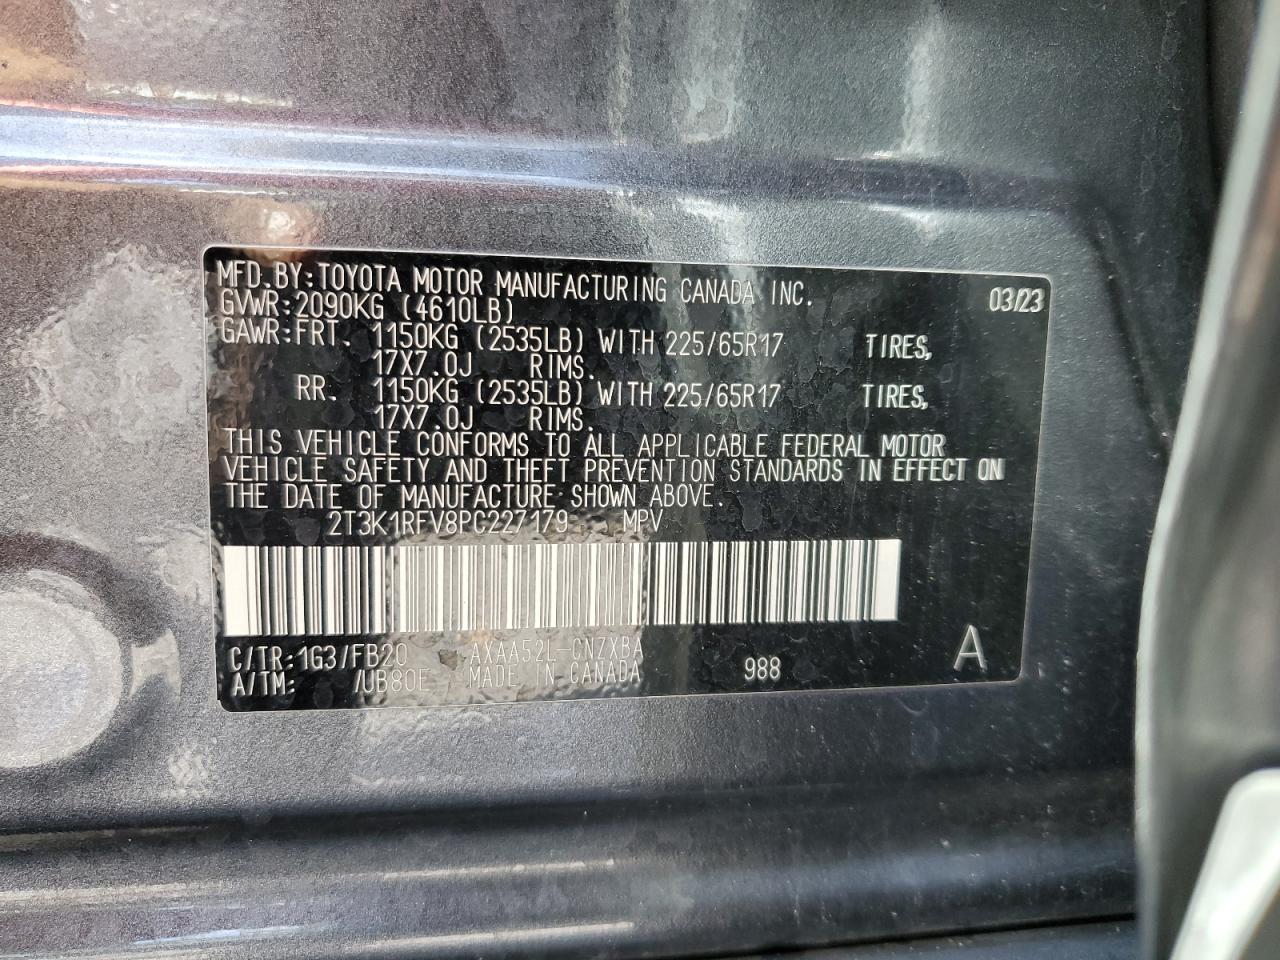 MFD.BY:TOYOTA MOTOR MANUFACTURING CANADA INC. 03/23
GVWR:2090KG (4610LB)
GAWR:FRT. 1150KG (2535LB) WITH 225/65R17 TIRES,
17X7.0J RIMS.
RR. 1150KG (2535LB) WITH 225/65R17 TIRES,
17X7.0J RIMS.
THIS VEHICLE CONFORMS TO ALL APPLICABLE FEDERAL MOTOR
VEHICLE SAFETY AND THEFT PREVENTION STANDARDS IN EFFECT ON
THE DATE OF MANUFACTURE SHOWN ABOVE.
2T3K1RFV8PC227179 MPV
C/TR:1G3/FB20 AXAA52L-CNZXBA A
A/TM: /UB80E MADE IN CANADA 988